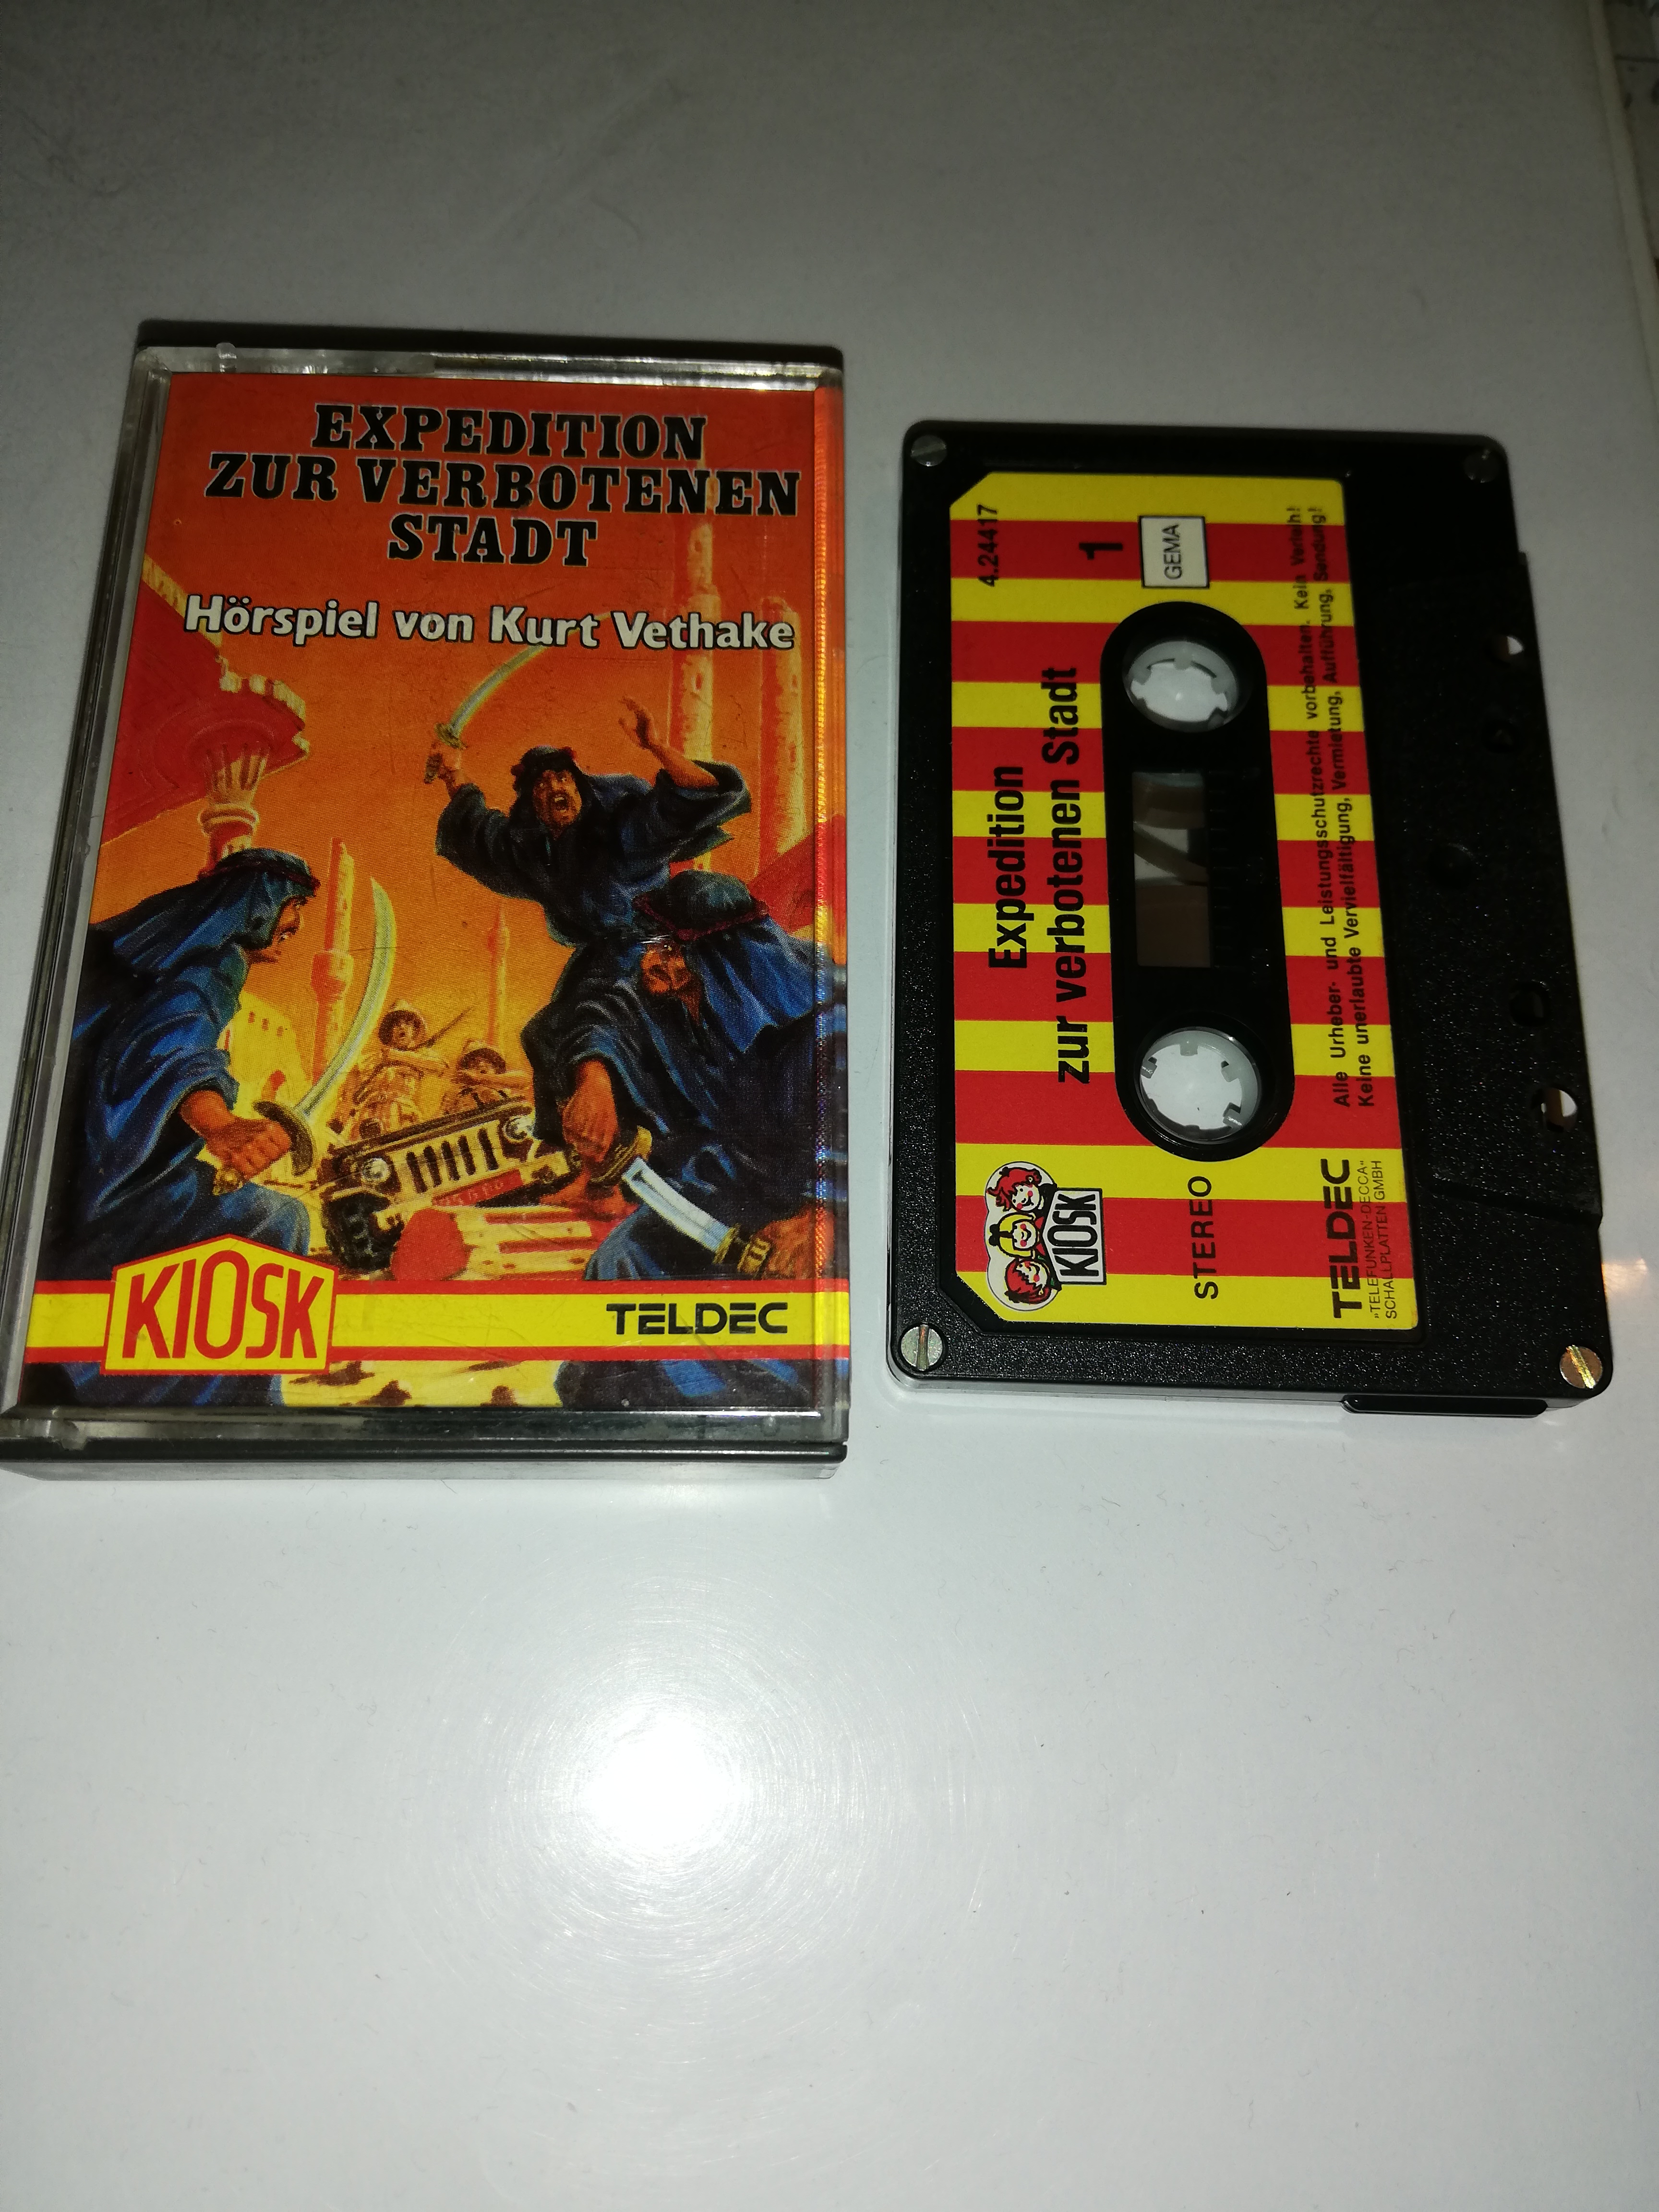 EXPEDITION
ZUR VERBOTENEN
STADT
Hörspiel von Kurt Vethake
KIOSK
TELDEC
4.24417
1
GEMA
Expedition
zur verbotenen Stadt
KIOSK
STEREO
Alle Urheber- und Leistungsschutzrechte vorbehalten. Kein Verleih!
Keine unerlaubte Vervielfältigung, Vermietung, Aufführung, Sendung!
TELDEC
»TELEFUNKEN-DECCA«
SCHALLPLATTEN GMBH